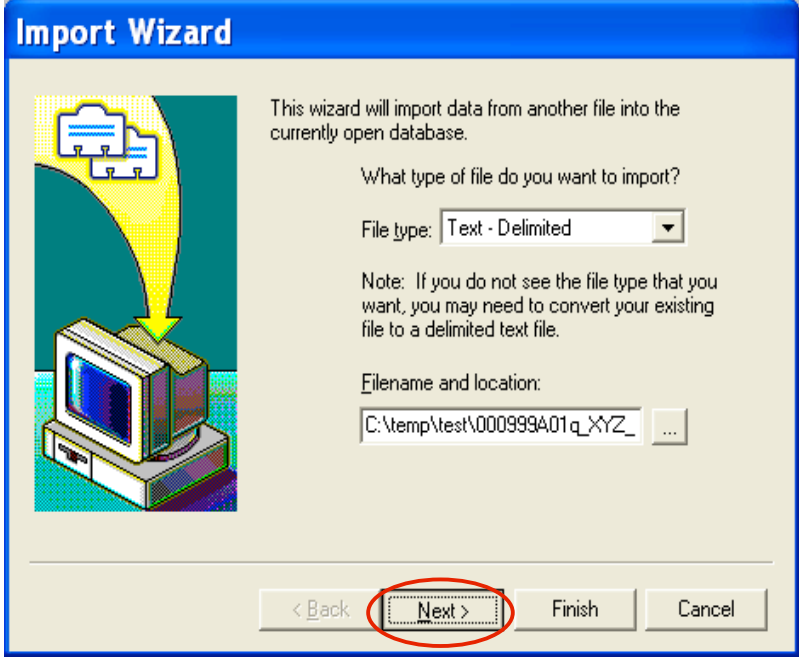 Import Wizard
This wizard will import data from another file into the
currently open database.
What type of file do you want to import?
File type: Text - Delimited
Note: If you do not see the file type that you
want, you may need to convert your existing
file to a delimited text file.
Filename and location:
C:\temp\test\000999A01q_XYZ_ ...
< Back Next > Finish Cancel